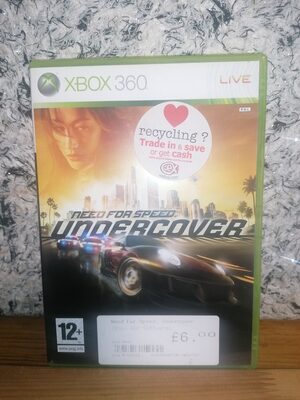 XBOX 360
LIVE
recycling ?
Trade in & save
or get cash
NEED FOR SPEED
UNDERCOVER
12+
£6.00